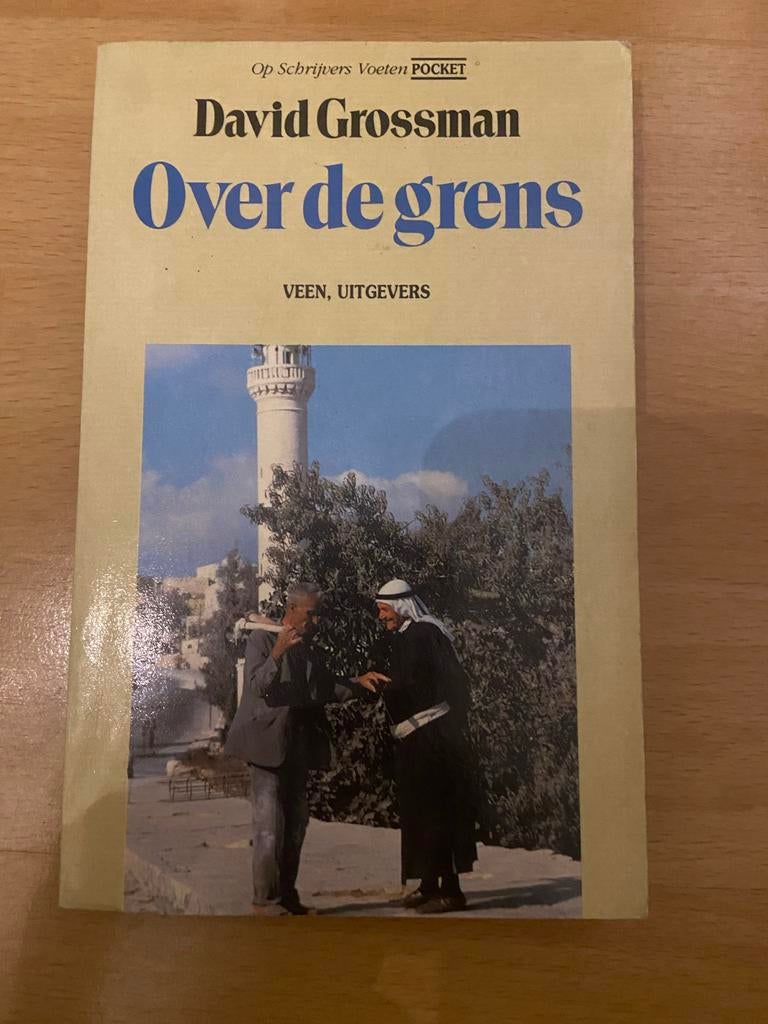 Op Schrijvers Voeten POCKET
David Grossman
Over de grens
VEEN, UITGEVERS